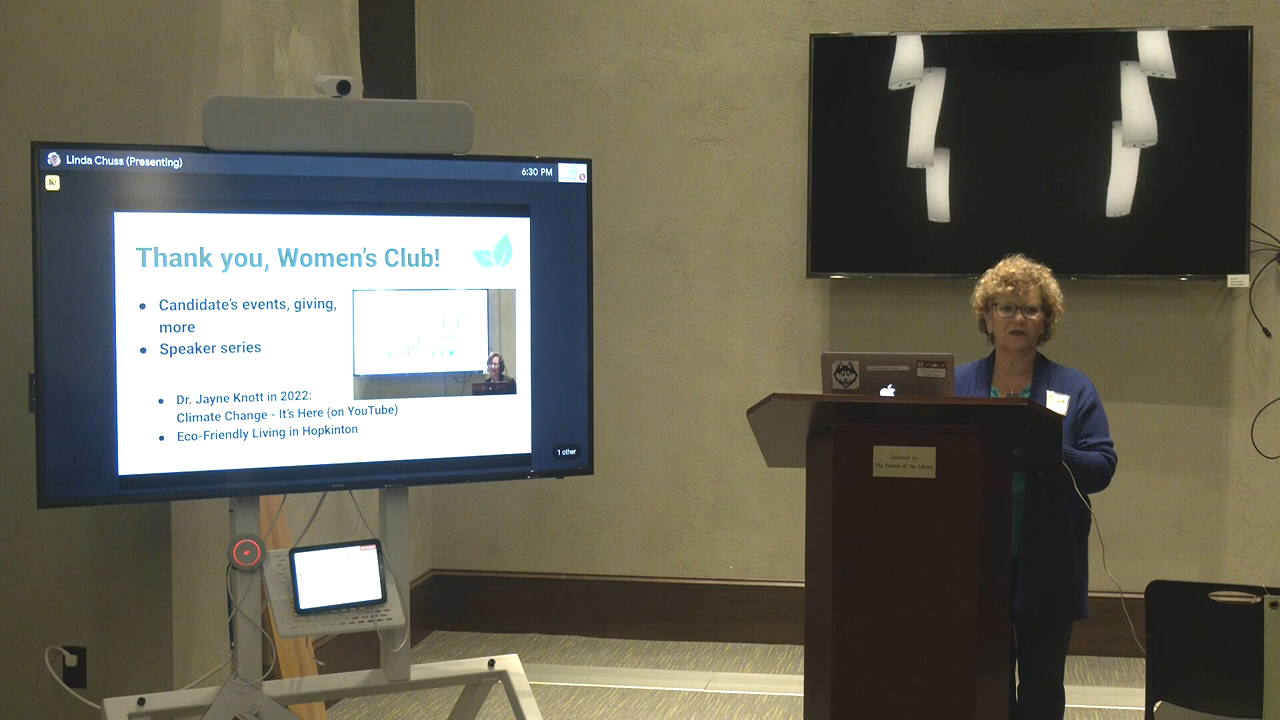 Linda Chuss (Presenting)
6:30 PM
Thank you, Women's Club!
Candidate's events, giving,
more
Speaker series
Dr. Jayne Knott in 2022:
Climate Change - It's Here (on YouTube)
Eco-Friendly Living in Hopkinton
1 other
Donated by
The Friends of the Library